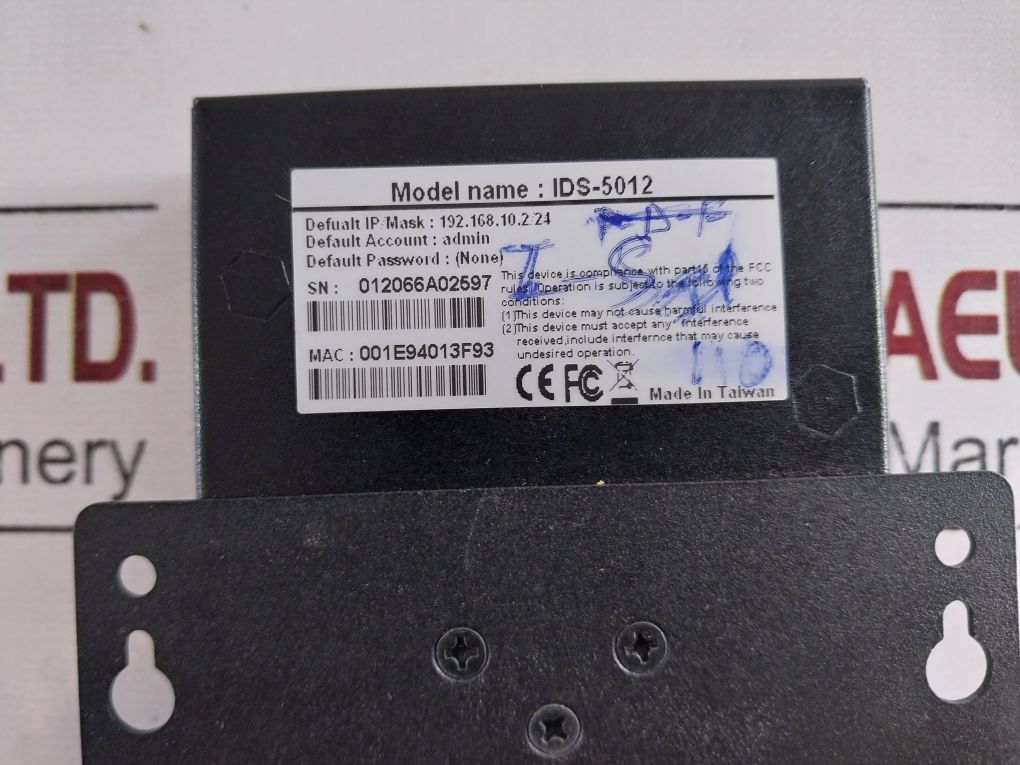 Model name : IDS-5012
Defualt IP/Mask : 192.168.10.2/24
Default Account : admin
Default Password : (None)
SN : 012066A02597
MAC : 001E94013F93
This device is compliance with part15 of the FCC
rules. Operation is subject to the following two
conditions:
(1)This device may not cause harmful interference
(2)This device must accept any interference
received,include interfernce that may cause
undesired operation.
CE FC
Made In Taiwan
110
LTD.
nery
AEL
Mar